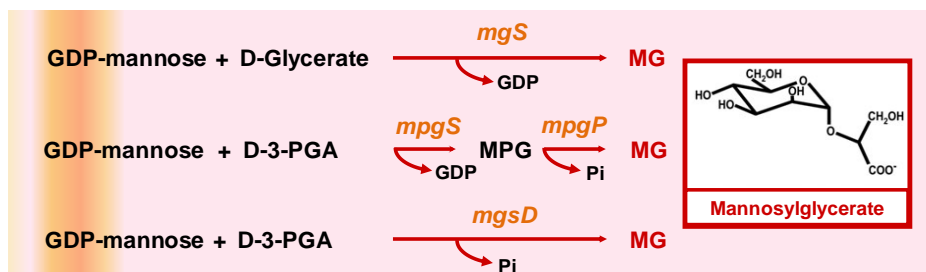 mgS
GDP-mannose + D-Glycerate MG
GDP
mpgS mpgP
GDP-mannose + D-3-PGA MPG MG
GDP Pi
mgsD
GDP-mannose + D-3-PGA MG
Pi
CH₂OH
O
OH
HO
HO
CH₂OH
O
COO⁻
Mannosylglycerate